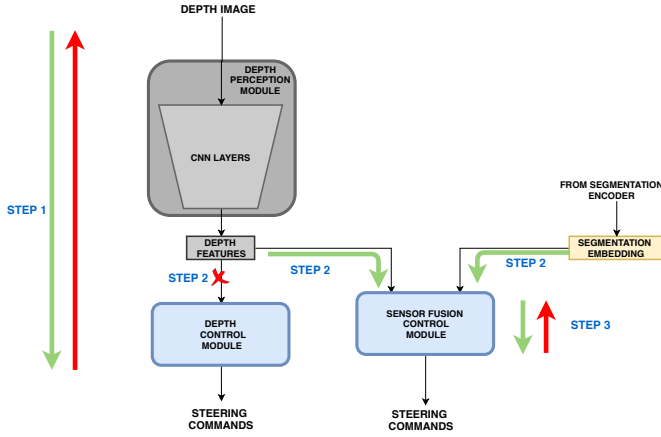 DEPTH IMAGE
DEPTH
PERCEPTION
MODULE
CNN LAYERS
STEP 1
FROM SEGMENTATION
ENCODER
DEPTH
FEATURES
SEGMENTATION
EMBEDDING
STEP 2
STEP 2
STEP 2
DEPTH
CONTROL
MODULE
SENSOR FUSION
CONTROL
MODULE
STEP 3
STEERING
COMMANDS
STEERING
COMMANDS